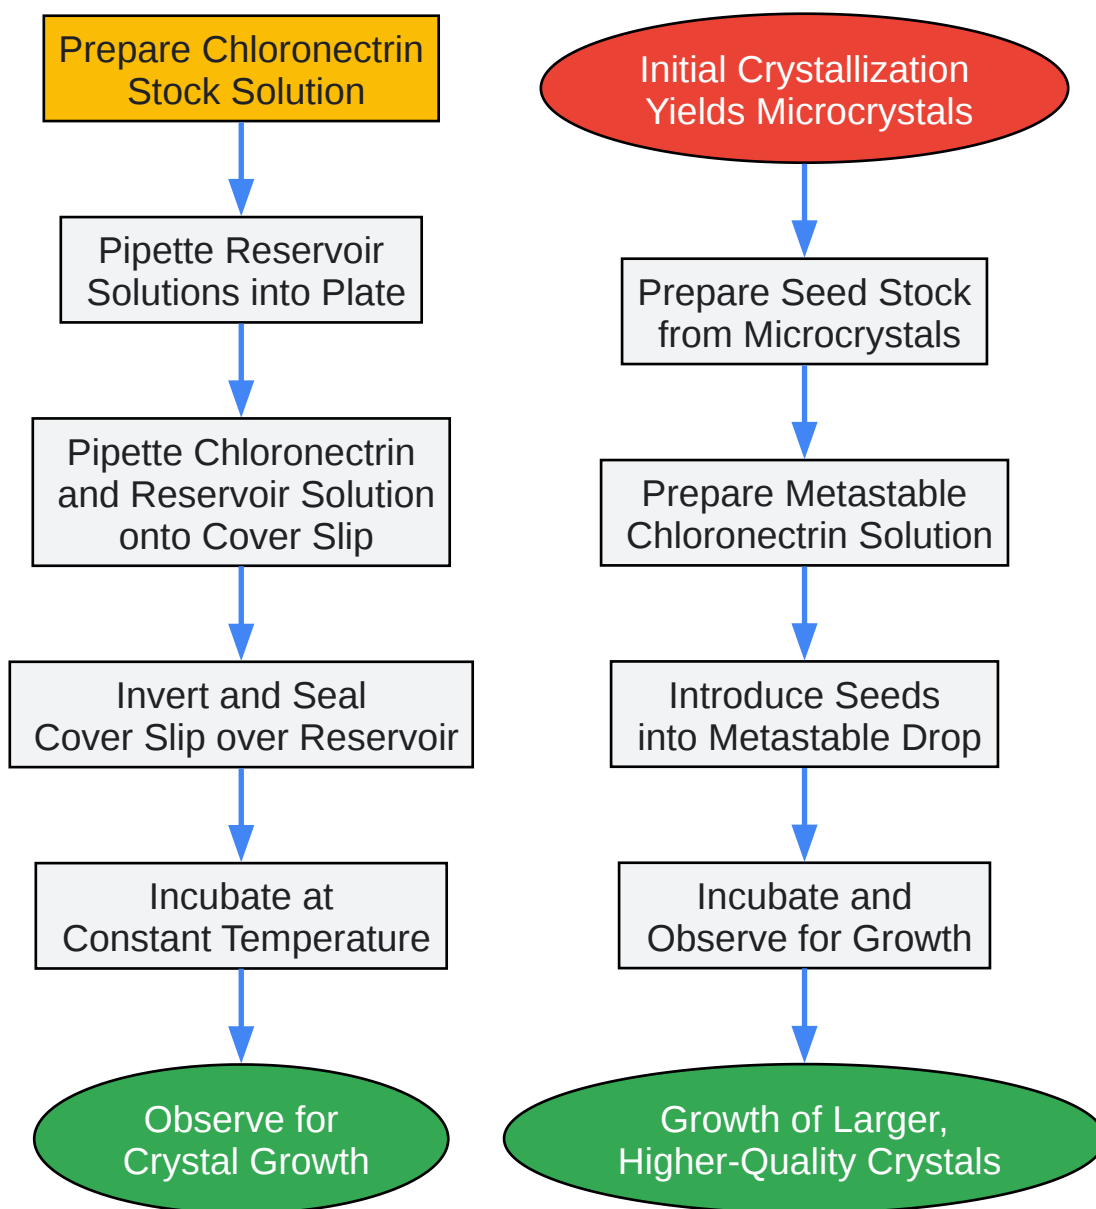 Prepare Chloronectrin
Stock Solution
Pipette Reservoir
Solutions into Plate
Pipette Chloronectrin
and Reservoir Solution
onto Cover Slip
Invert and Seal
Cover Slip over Reservoir
Incubate at
Constant Temperature
Observe for
Crystal Growth
Initial Crystallization
Yields Microcrystals
Prepare Seed Stock
from Microcrystals
Prepare Metastable
Chloronectrin Solution
Introduce Seeds
into Metastable Drop
Incubate and
Observe for Growth
Growth of Larger,
Higher-Quality Crystals